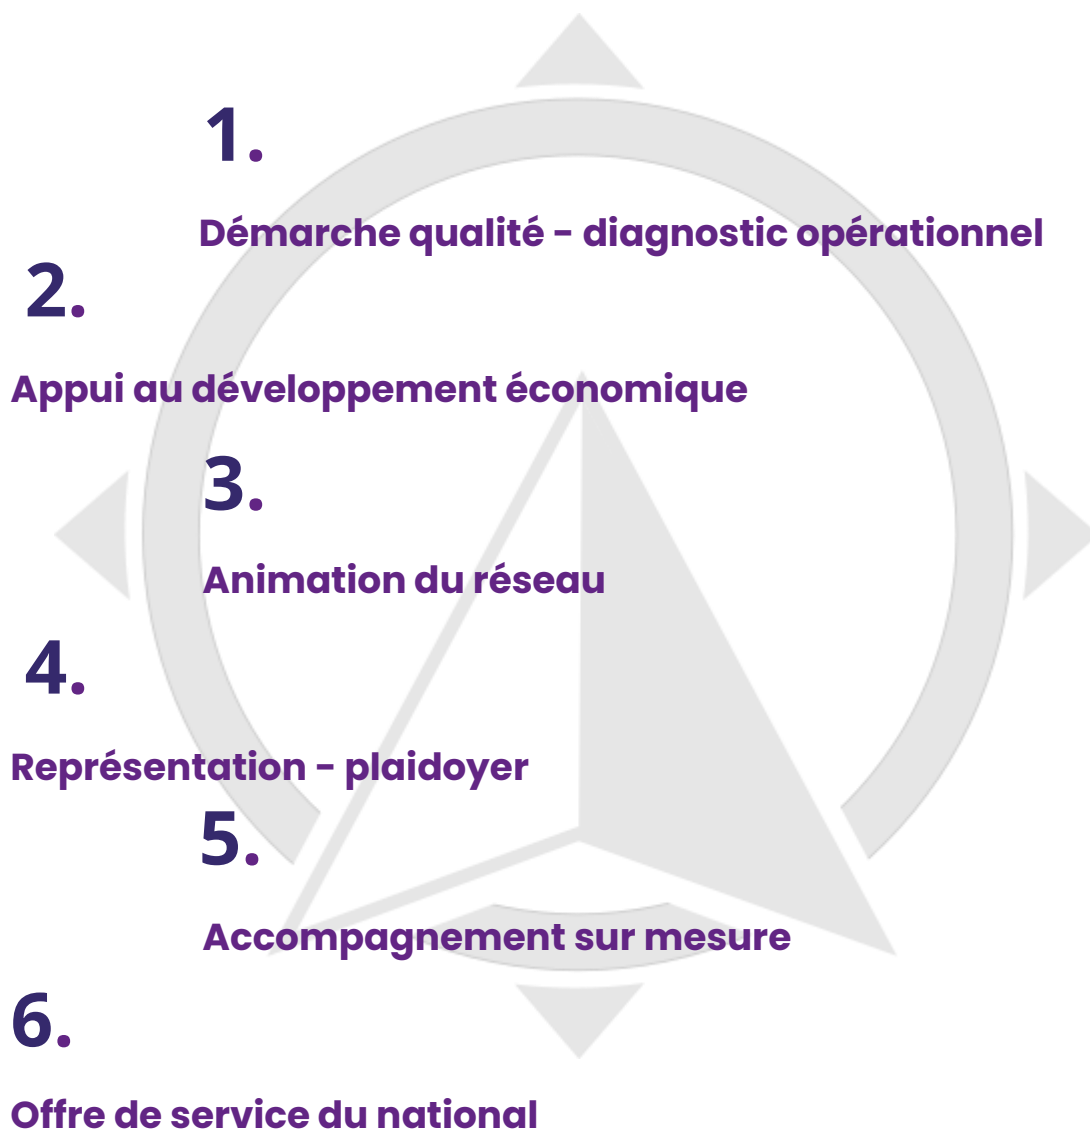 1.
Démarche qualité - diagnostic opérationnel
2.
Appui au développement économique
3.
Animation du réseau
4.
Représentation - plaidoyer
5.
Accompagnement sur mesure
6.
Offre de service du national